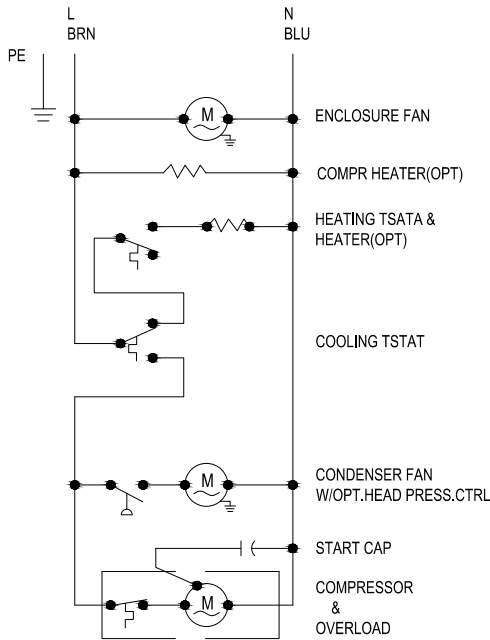 L
BRN
N
BLU
PE
M
ENCLOSURE FAN
COMPR HEATER(OPT)
HEATING TSATA &
HEATER(OPT)
COOLING TSTAT
M
CONDENSER FAN
W/OPT.HEAD PRESS.CTRL
START CAP
M
COMPRESSOR
&
OVERLOAD